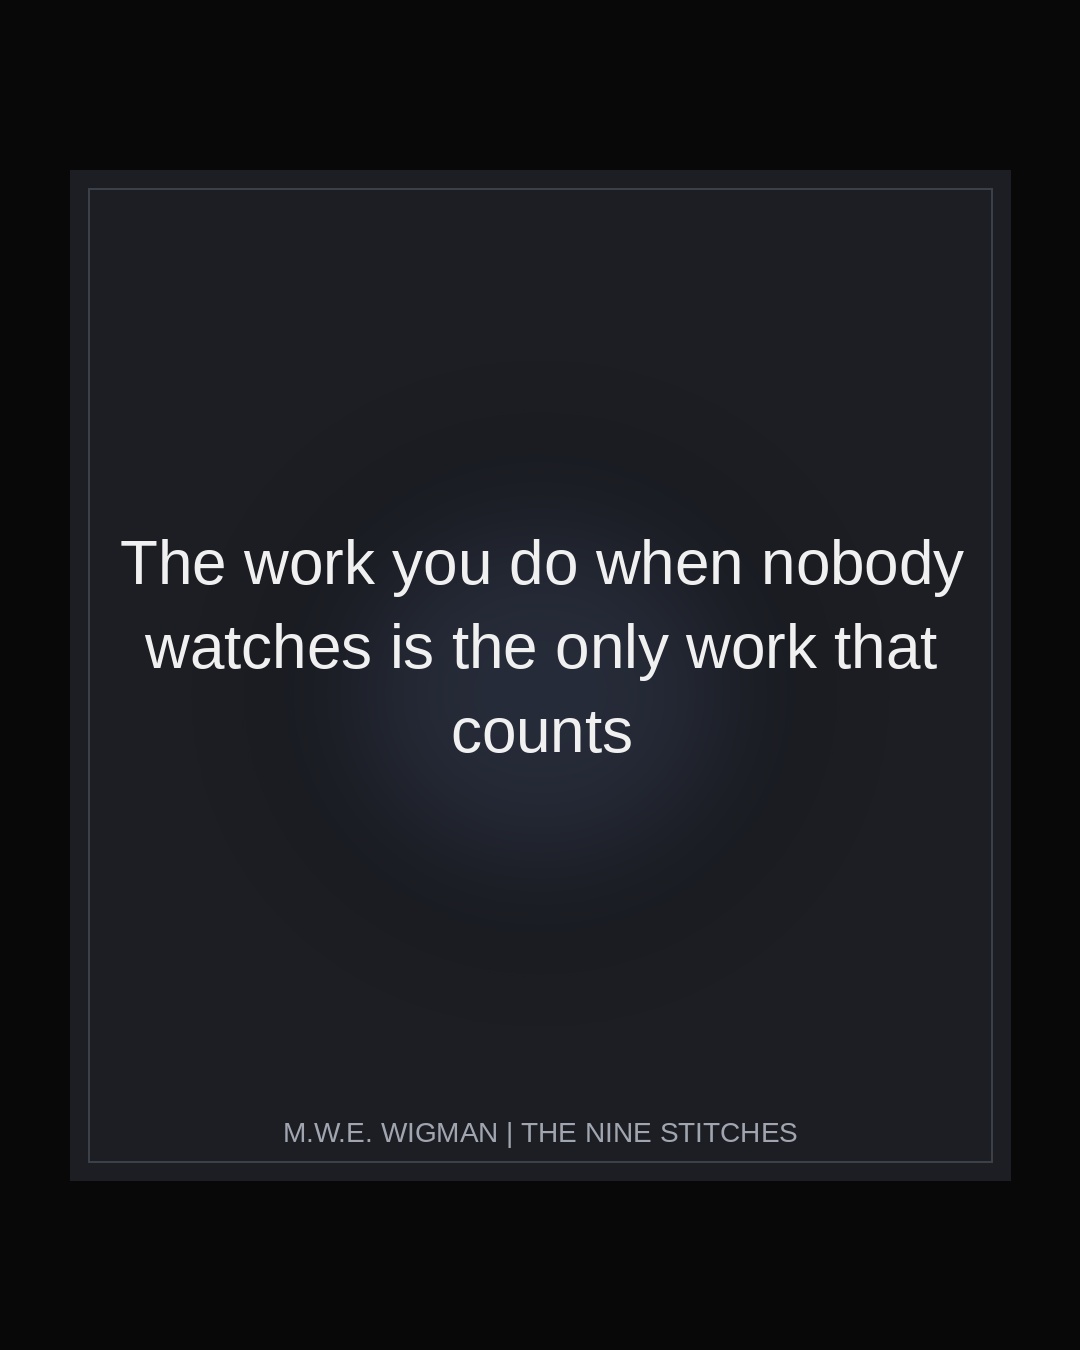 The work you do when nobody
watches is the only work that
counts
M.W.E. WIGMAN | THE NINE STITCHES